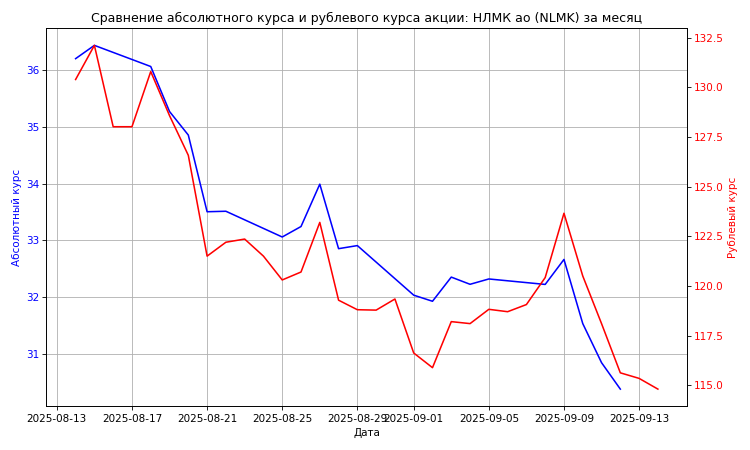 Сравнение абсолютного курса и рублевого курса акции: НЛМК ао (NLMK) за месяц
36
35
34
33
32
31
Абсолютный курс
132.5
130.0
127.5
125.0
122.5
120.0
117.5
115.0
Рублевый курс
2025-08-13 2025-08-17 2025-08-21 2025-08-25 2025-08-29 2025-09-01 2025-09-05 2025-09-09 2025-09-13
Дата